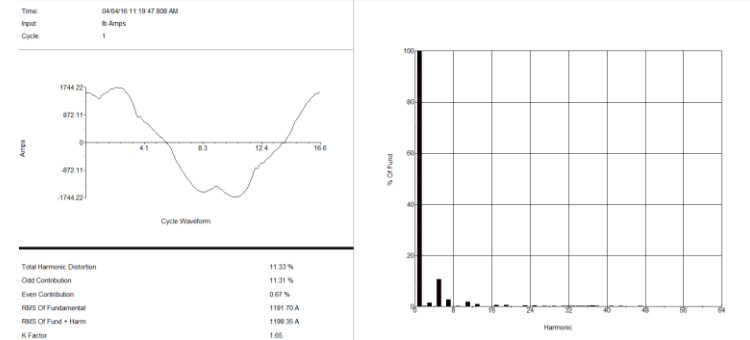 Time: 04/04/16 11:19:47.808 AM
Input: Ib Amps
Cycle: 1
1744.22
872.11
0
-872.11
-1744.22
Amps
4.1 8.3 12.4 16.6
Cycle Waveform
Total Harmonic Distortion 11.33 %
Odd Contribution 11.31 %
Even Contribution 0.67 %
RMS Of Fundamental 1191.70 A
RMS Of Fund + Harm 1199.35 A
K Factor 1.65
100
80
60
40
20
0
% Of Fund
0 8 16 24 32 40 48 56 64
Harmonic